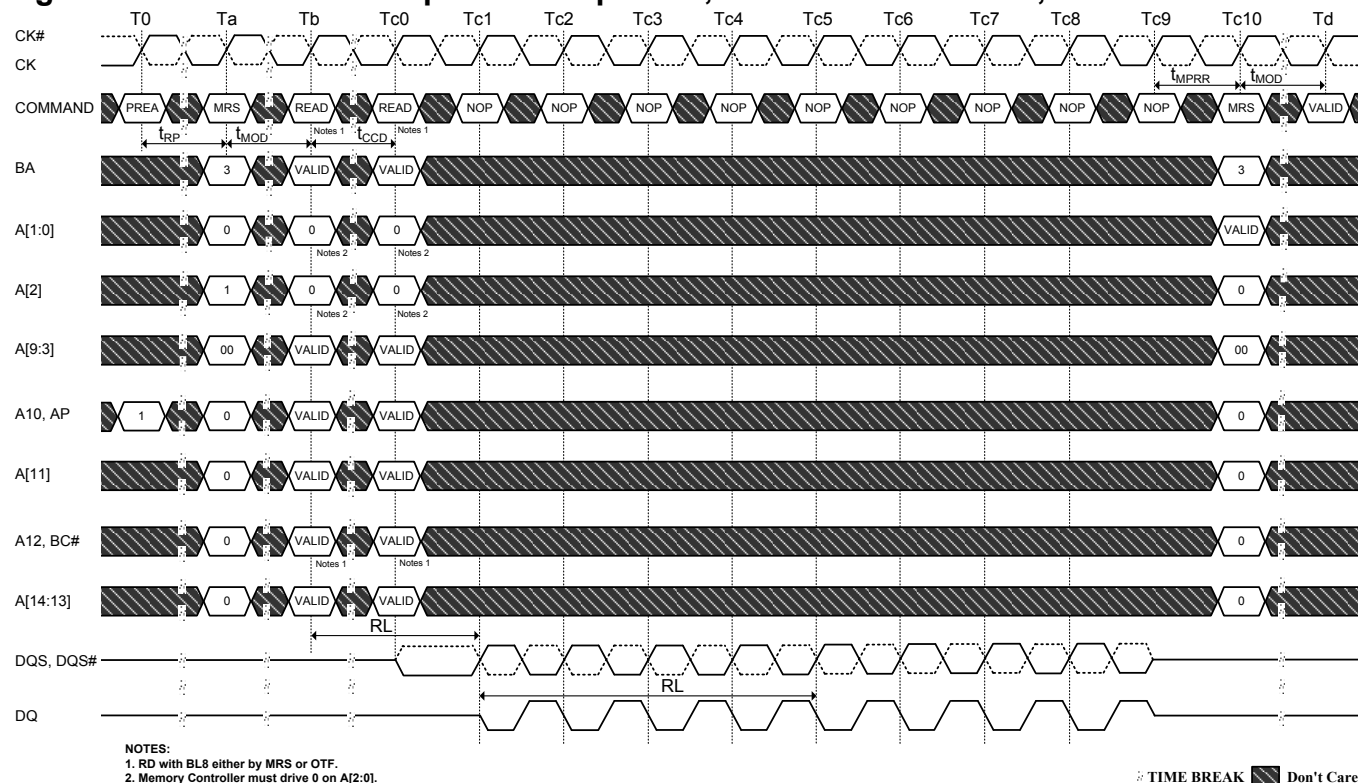 T0 Ta Tb Tc0 Tc1 Tc2 Tc3 Tc4 Tc5 Tc6 Tc7 Tc8 Tc9 Tc10 Td
CK#
CK
tMPRR tMOD
COMMAND PREA MRS READ READ NOP NOP NOP NOP NOP NOP NOP NOP NOP MRS VALID
Notes 1 Notes 1
tRP tMOD tCCD
BA 3 VALID VALID 3
A[1:0] 0 0 0 VALID
Notes 2 Notes 2
A[2] 1 0 0 0
Notes 2 Notes 2
A[9:3] 00 VALID VALID 00
A10, AP 1 0 VALID VALID 0
A[11] 0 VALID VALID 0
A12, BC# 0 VALID VALID 0
Notes 1 Notes 1
A[14:13] 0 VALID VALID 0
RL
DQS, DQS#
RL
DQ
NOTES:
1. RD with BL8 either by MRS or OTF.
2. Memory Controller must drive 0 on A[2:0].
TIME BREAK Don't Care